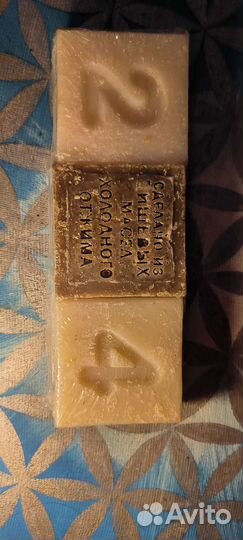 2
СДЕЛАНО ИЗ
ПИЩЕВЫХ
МАСЕЛ
ХОЛОДНОГО
ОТЖИМА
4
Avito